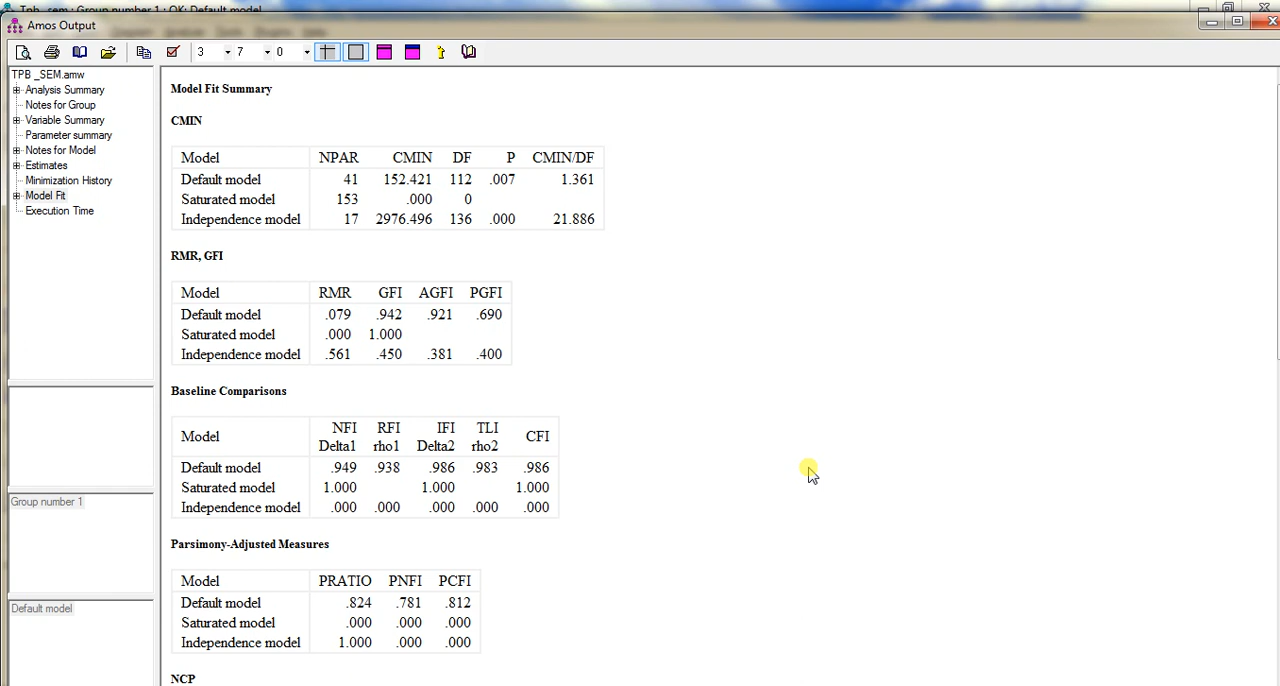 Tpb_sem : Group number 1 : OK: Default model
Amos Output
3 7 0
TPB _SEM.amw
Analysis Summary
Notes for Group
Variable Summary
Parameter summary
Notes for Model
Estimates
Minimization History
Model Fit
Execution Time
Group number 1
Default model
Model Fit Summary
CMIN
Model NPAR CMIN DF P CMIN/DF
Default model 41 152.421 112 .007 1.361
Saturated model 153 .000 0
Independence model 17 2976.496 136 .000 21.886
RMR, GFI
Model RMR GFI AGFI PGFI
Default model .079 .942 .921 .690
Saturated model .000 1.000
Independence model .561 .450 .381 .400
Baseline Comparisons
Model NFI Delta1 RFI rho1 IFI Delta2 TLI rho2 CFI
Default model .949 .938 .986 .983 .986
Saturated model 1.000 1.000 1.000
Independence model .000 .000 .000 .000 .000
Parsimony-Adjusted Measures
Model PRATIO PNFI PCFI
Default model .824 .781 .812
Saturated model .000 .000 .000
Independence model 1.000 .000 .000
NCP